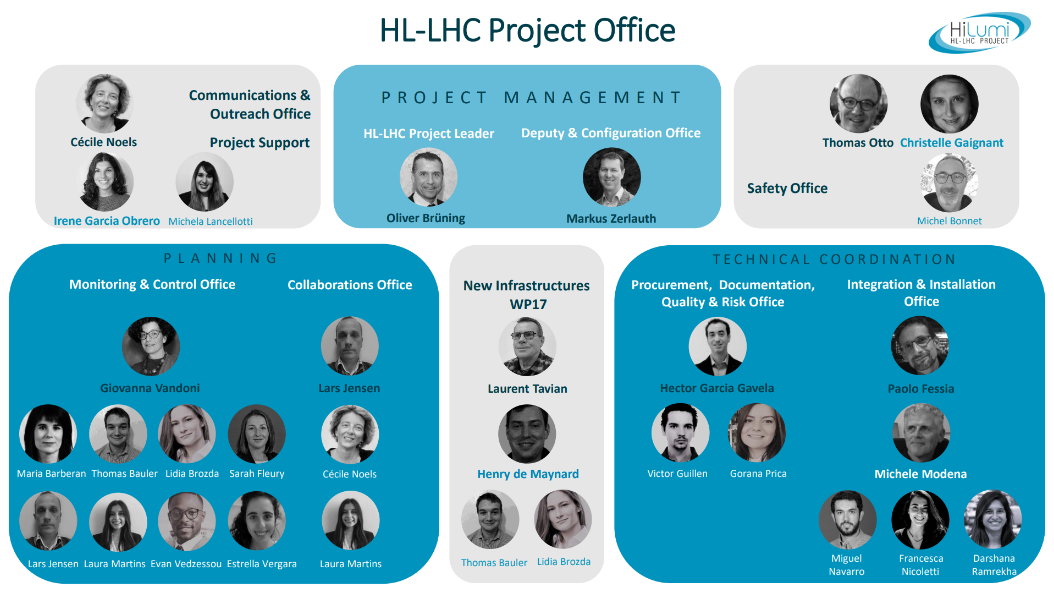 HL-LHC Project Office
HiLumi
HL-LHC PROJECT
Communications &
Outreach Office
Cécile Noels
Project Support
Irene Garcia Obrero
Michela Lancellotti
PROJECT MANAGEMENT
HL-LHC Project Leader
Deputy & Configuration Office
Oliver Brüning
Markus Zerlauth
Thomas Otto
Christelle Gaignant
Safety Office
Michel Bonnet
PLANNING
Monitoring & Control Office
Collaborations Office
Giovanna Vandoni
Lars Jensen
Maria Barberan
Thomas Bauler
Lidia Brozda
Sarah Fleury
Cécile Noels
Lars Jensen
Laura Martins
Evan Vedzessou
Estrella Vergara
Laura Martins
New Infrastructures
WP17
Laurent Tavian
Henry de Maynard
Thomas Bauler
Lidia Brozda
TECHNICAL COORDINATION
Procurement, Documentation,
Quality & Risk Office
Integration & Installation
Office
Hector Garcia Gavela
Paolo Fessia
Victor Guillen
Gorana Prica
Michele Modena
Miguel
Navarro
Francesca
Nicoletti
Darshana
Ramrekha